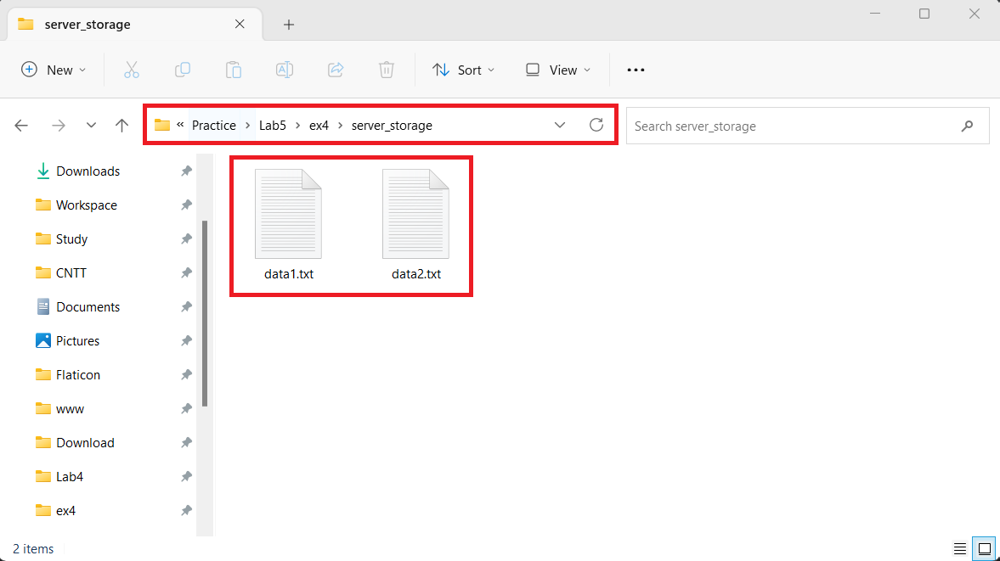 server_storage
New
Sort
View
« Practice > Lab5 > ex4 > server_storage
Search server_storage
Downloads
Workspace
Study
CNTT
Documents
Pictures
Flaticon
www
Download
Lab4
ex4
data1.txt
data2.txt
2 items